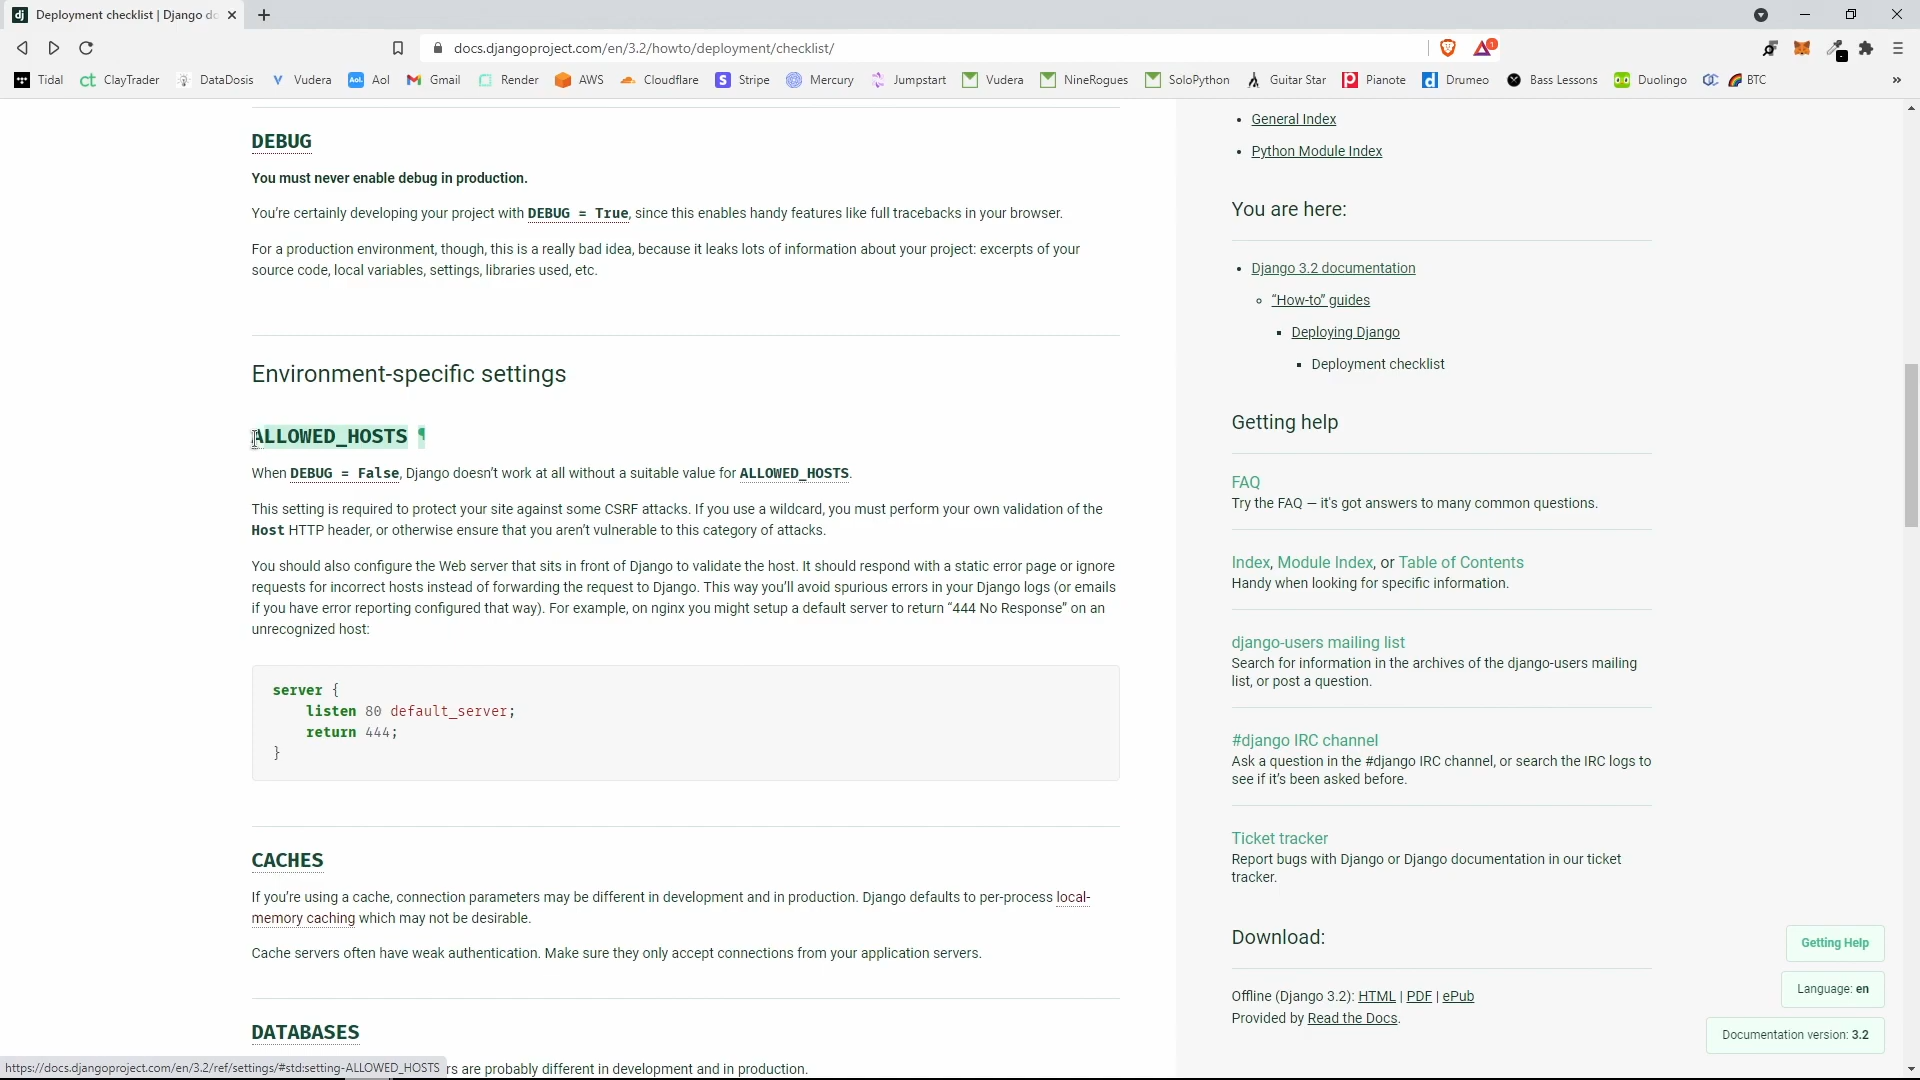 Deployment checklist | Django do
docs.djangoproject.com/en/3.2/howto/deployment/checklist/
1
Tidal
ClayTrader
DataDosis
Vudera
Aol
Gmail
Render
AWS
Cloudflare
Stripe
Mercury
Jumpstart
Vudera
NineRogues
SoloPython
Guitar Star
Pianote
Drumeo
Bass Lessons
Duolingo
BTC
»
DEBUG
You must never enable debug in production.
You’re certainly developing your project with DEBUG = True, since this enables handy features like full tracebacks in your browser.
For a production environment, though, this is a really bad idea, because it leaks lots of information about your project: excerpts of your
source code, local variables, settings, libraries used, etc.
Environment-specific settings
ALLOWED_HOSTS ¶
When DEBUG = False, Django doesn’t work at all without a suitable value for ALLOWED_HOSTS.
This setting is required to protect your site against some CSRF attacks. If you use a wildcard, you must perform your own validation of the
Host HTTP header, or otherwise ensure that you aren’t vulnerable to this category of attacks.
You should also configure the Web server that sits in front of Django to validate the host. It should respond with a static error page or ignore
requests for incorrect hosts instead of forwarding the request to Django. This way you’ll avoid spurious errors in your Django logs (or emails
if you have error reporting configured that way). For example, on nginx you might setup a default server to return “444 No Response” on an
unrecognized host:
server {
    listen 80 default_server;
    return 444;
}
CACHES
If you’re using a cache, connection parameters may be different in development and in production. Django defaults to per-process local-
memory caching which may not be desirable.
Cache servers often have weak authentication. Make sure they only accept connections from your application servers.
DATABASES
rs are probably different in development and in production.
https://docs.djangoproject.com/en/3.2/ref/settings/#std:setting-ALLOWED_HOSTS
General Index
Python Module Index
You are here:
Django 3.2 documentation
“How-to” guides
Deploying Django
Deployment checklist
Getting help
FAQ
Try the FAQ — it's got answers to many common questions.
Index, Module Index, or Table of Contents
Handy when looking for specific information.
django-users mailing list
Search for information in the archives of the django-users mailing
list, or post a question.
#django IRC channel
Ask a question in the #django IRC channel, or search the IRC logs to
see if it’s been asked before.
Ticket tracker
Report bugs with Django or Django documentation in our ticket
tracker.
Download:
Offline (Django 3.2): HTML | PDF | ePub
Provided by Read the Docs.
Getting Help
Language: en
Documentation version: 3.2